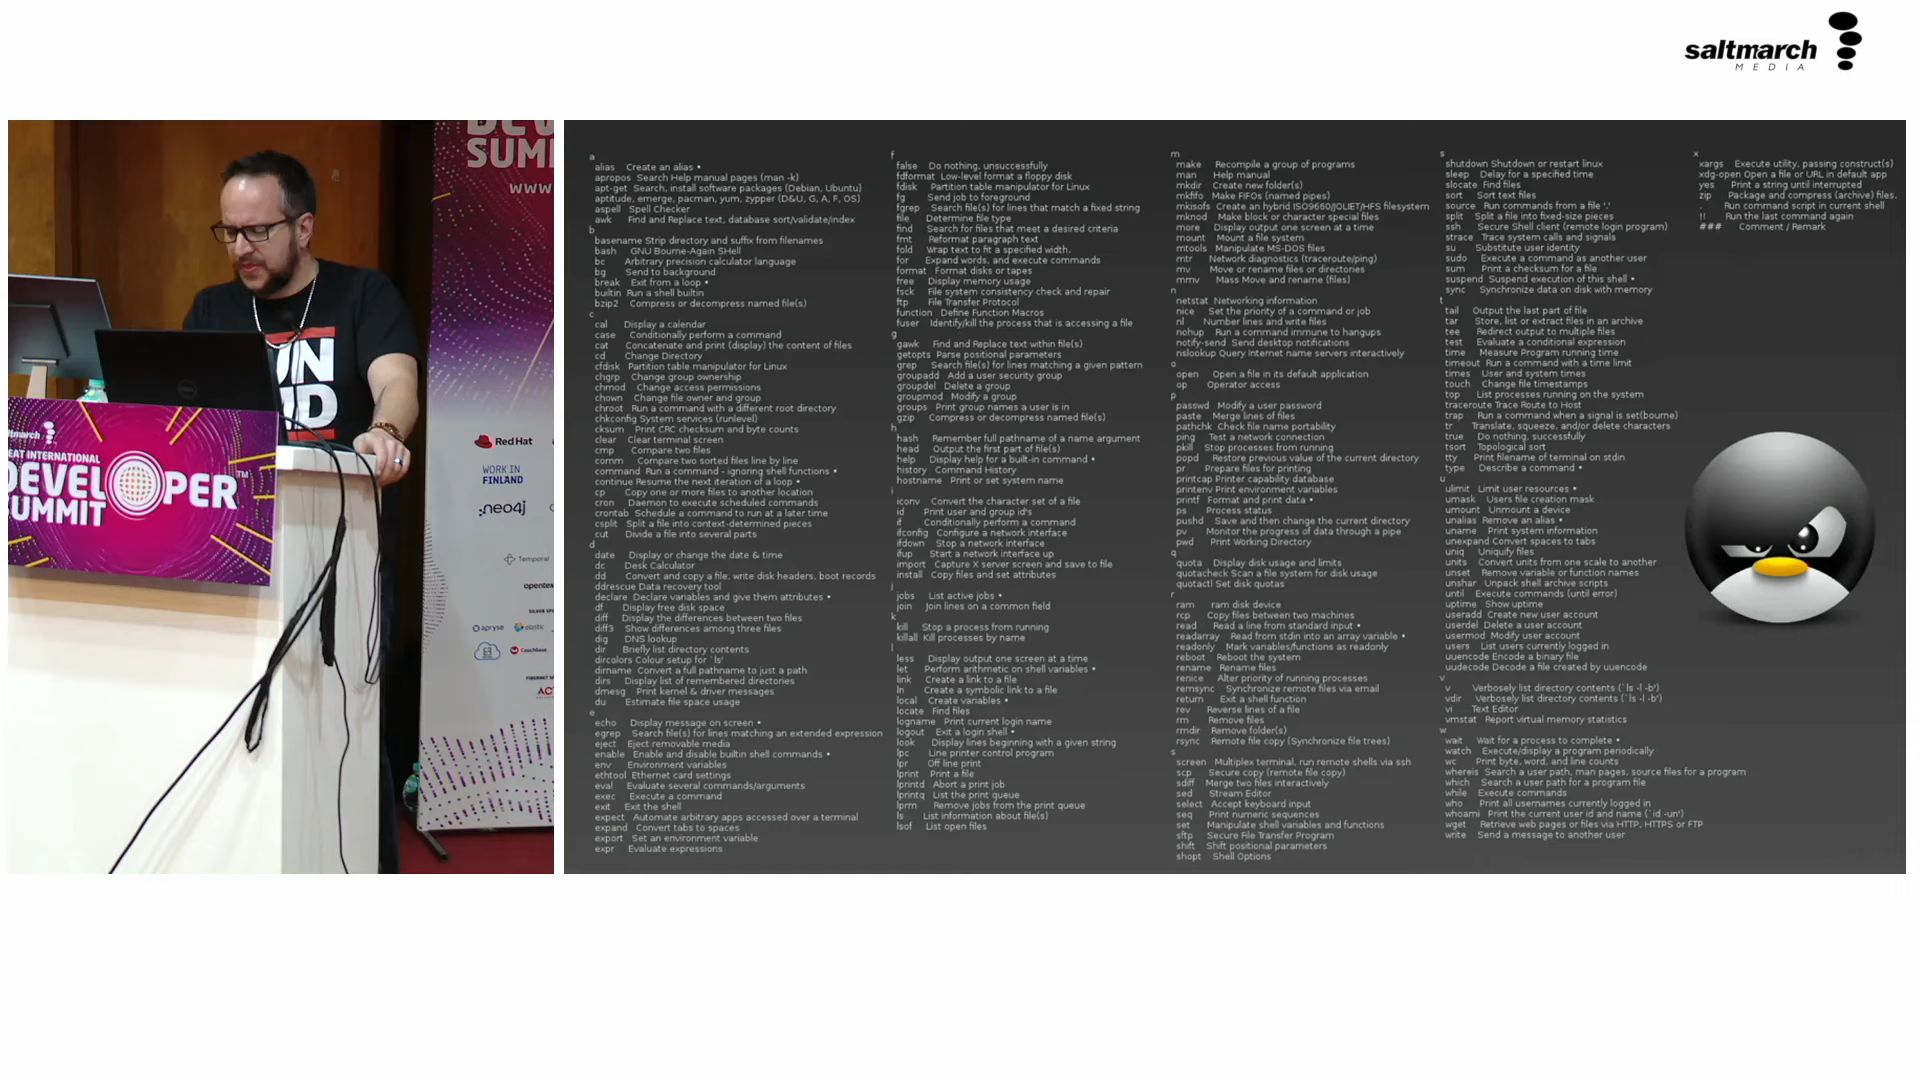 saltmarch
MEDIA
DEV
SUMM
WWW.
UN
ND
Red Hat
WORK IN
FINLAND
:neo4j
Temporal
opentex
apryse
elastic
Couchbase
ltmarch
EAT INTERNATIONAL
DEVELOPER™
SUMMIT
a
alias Create an alias •
apropos Search Help manual pages (man -k)
apt-get Search, install software packages (Debian, Ubuntu)
aptitude, emerge, pacman, yum, zypper (D&U, G, A, F, OS)
aspell Spell Checker
awk Find and Replace text, database sort/validate/index
b
basename Strip directory and suffix from filenames
bash GNU Bourne-Again SHell
bc Arbitrary precision calculator language
bg Send to background
break Exit from a loop •
builtin Run a shell builtin
bzip2 Compress or decompress named file(s)
c
cal Display a calendar
case Conditionally perform a command
cat Concatenate and print (display) the content of files
cd Change Directory
cfdisk Partition table manipulator for Linux
chgrp Change group ownership
chmod Change access permissions
chown Change file owner and group
chroot Run a command with a different root directory
chkconfig System services (runlevel)
cksum Print CRC checksum and byte counts
clear Clear terminal screen
cmp Compare two files
comm Compare two sorted files line by line
command Run a command - ignoring shell functions •
continue Resume the next iteration of a loop •
cp Copy one or more files to another location
cron Daemon to execute scheduled commands
crontab Schedule a command to run at a later time
csplit Split a file into context-determined pieces
cut Divide a file into several parts
d
date Display or change the date & time
dc Desk Calculator
dd Convert and copy a file, write disk headers, boot records
ddrescue Data recovery tool
declare Declare variables and give them attributes •
df Display free disk space
diff Display the differences between two files
diff3 Show differences among three files
dig DNS lookup
dir Briefly list directory contents
dircolors Colour setup for `ls'
dirname Convert a full pathname to just a path
dirs Display list of remembered directories
dmesg Print kernel & driver messages
du Estimate file space usage
e
echo Display message on screen •
egrep Search file(s) for lines matching an extended expression
eject Eject removable media
enable Enable and disable builtin shell commands •
env Environment variables
ethtool Ethernet card settings
eval Evaluate several commands/arguments
exec Execute a command
exit Exit the shell
expect Automate arbitrary apps accessed over a terminal
expand Convert tabs to spaces
export Set an environment variable
expr Evaluate expressions
f
false Do nothing, unsuccessfully
fdformat Low-level format a floppy disk
fdisk Partition table manipulator for Linux
fg Send job to foreground
fgrep Search file(s) for lines that match a fixed string
file Determine file type
find Search for files that meet a desired criteria
fmt Reformat paragraph text
fold Wrap text to fit a specified width.
for Expand words, and execute commands
format Format disks or tapes
free Display memory usage
fsck File system consistency check and repair
ftp File Transfer Protocol
function Define Function Macros
fuser Identify/kill the process that is accessing a file
g
gawk Find and Replace text within file(s)
getopts Parse positional parameters
grep Search file(s) for lines matching a given pattern
groupadd Add a user security group
groupdel Delete a group
groupmod Modify a group
groups Print group names a user is in
gzip Compress or decompress named file(s)
h
hash Remember full pathname of a name argument
head Output the first part of file(s)
help Display help for a built-in command •
history Command History
hostname Print or set system name
i
iconv Convert the character set of a file
id Print user and group id's
if Conditionally perform a command
ifconfig Configure a network interface
ifdown Stop a network interface
ifup Start a network interface up
import Capture X server screen and save to file
install Copy files and set attributes
j
jobs List active jobs •
join Join lines on a common field
k
kill Stop a process from running
killall Kill processes by name
l
less Display output one screen at a time
let Perform arithmetic on shell variables •
link Create a link to a file
ln Create a symbolic link to a file
local Create variables •
locate Find files
logname Print current login name
logout Exit a login shell •
look Display lines beginning with a given string
lpc Line printer control program
lpr Off line print
lprint Print a file
lprintd Abort a print job
lprintq List the print queue
lprm Remove jobs from the print queue
ls List information about file(s)
lsof List open files
m
make Recompile a group of programs
man Help manual
mkdir Create new folder(s)
mkfifo Make FIFOs (named pipes)
mkisofs Create an hybrid ISO9660/JOLIET/HFS filesystem
mknod Make block or character special files
more Display output one screen at a time
mount Mount a file system
mtools Manipulate MS-DOS files
mtr Network diagnostics (traceroute/ping)
mv Move or rename files or directories
mmv Mass Move and rename (files)
n
netstat Networking information
nice Set the priority of a command or job
nl Number lines and write files
nohup Run a command immune to hangups
notify-send Send desktop notifications
nslookup Query Internet name servers interactively
o
open Open a file in its default application
op Operator access
p
passwd Modify a user password
paste Merge lines of files
pathchk Check file name portability
ping Test a network connection
pkill Stop processes from running
popd Restore previous value of the current directory
pr Prepare files for printing
printcap Printer capability database
printenv Print environment variables
printf Format and print data •
ps Process status
pushd Save and then change the current directory
pv Monitor the progress of data through a pipe
pwd Print Working Directory
q
quota Display disk usage and limits
quotacheck Scan a file system for disk usage
quotactl Set disk quotas
r
ram ram disk device
rcp Copy files between two machines
read Read a line from standard input •
readarray Read from stdin into an array variable •
readonly Mark variables/functions as readonly
reboot Reboot the system
rename Rename files
renice Alter priority of running processes
remsync Synchronize remote files via email
return Exit a shell function
rev Reverse lines of a file
rm Remove files
rmdir Remove folder(s)
rsync Remote file copy (Synchronize file trees)
s
screen Multiplex terminal, run remote shells via ssh
scp Secure copy (remote file copy)
sdiff Merge two files interactively
sed Stream Editor
select Accept keyboard input
seq Print numeric sequences
set Manipulate shell variables and functions
sftp Secure File Transfer Program
shift Shift positional parameters
shopt Shell Options
s
shutdown Shutdown or restart linux
sleep Delay for a specified time
slocate Find files
sort Sort text files
source Run commands from a file '.'
split Split a file into fixed-size pieces
ssh Secure Shell client (remote login program)
strace Trace system calls and signals
su Substitute user identity
sudo Execute a command as another user
sum Print a checksum for a file
suspend Suspend execution of this shell •
sync Synchronize data on disk with memory
t
tail Output the last part of file
tar Store, list or extract files in an archive
tee Redirect output to multiple files
test Evaluate a conditional expression
time Measure Program running time
timeout Run a command with a time limit
times User and system times
touch Change file timestamps
top List processes running on the system
traceroute Trace Route to Host
trap Run a command when a signal is set(bourne)
tr Translate, squeeze, and/or delete characters
true Do nothing, successfully
tsort Topological sort
tty Print filename of terminal on stdin
type Describe a command •
u
ulimit Limit user resources •
umask Users file creation mask
umount Unmount a device
unalias Remove an alias •
uname Print system information
unexpand Convert spaces to tabs
uniq Uniquify files
units Convert units from one scale to another
unset Remove variable or function names
unshar Unpack shell archive scripts
until Execute commands (until error)
uptime Show uptime
useradd Create new user account
userdel Delete a user account
usermod Modify user account
users List users currently logged in
uuencode Encode a binary file
uudecode Decode a file created by uuencode
v
v Verbosely list directory contents (`ls -l -b')
vdir Verbosely list directory contents (`ls -l -b')
vi Text Editor
vmstat Report virtual memory statistics
w
wait Wait for a process to complete •
watch Execute/display a program periodically
wc Print byte, word, and line counts
whereis Search a user path, man pages, source files for a program
which Search a user path for a program file
while Execute commands
who Print all usernames currently logged in
whoami Print the current user id and name (`id -un')
wget Retrieve web pages or files via HTTP, HTTPS or FTP
write Send a message to another user
x
xargs Execute utility, passing construct(s)
xdg-open Open a file or URL in default app
yes Print a string until interrupted
zip Package and compress (archive) files.
. Run command script in current shell
!! Run the last command again
### Comment / Remark